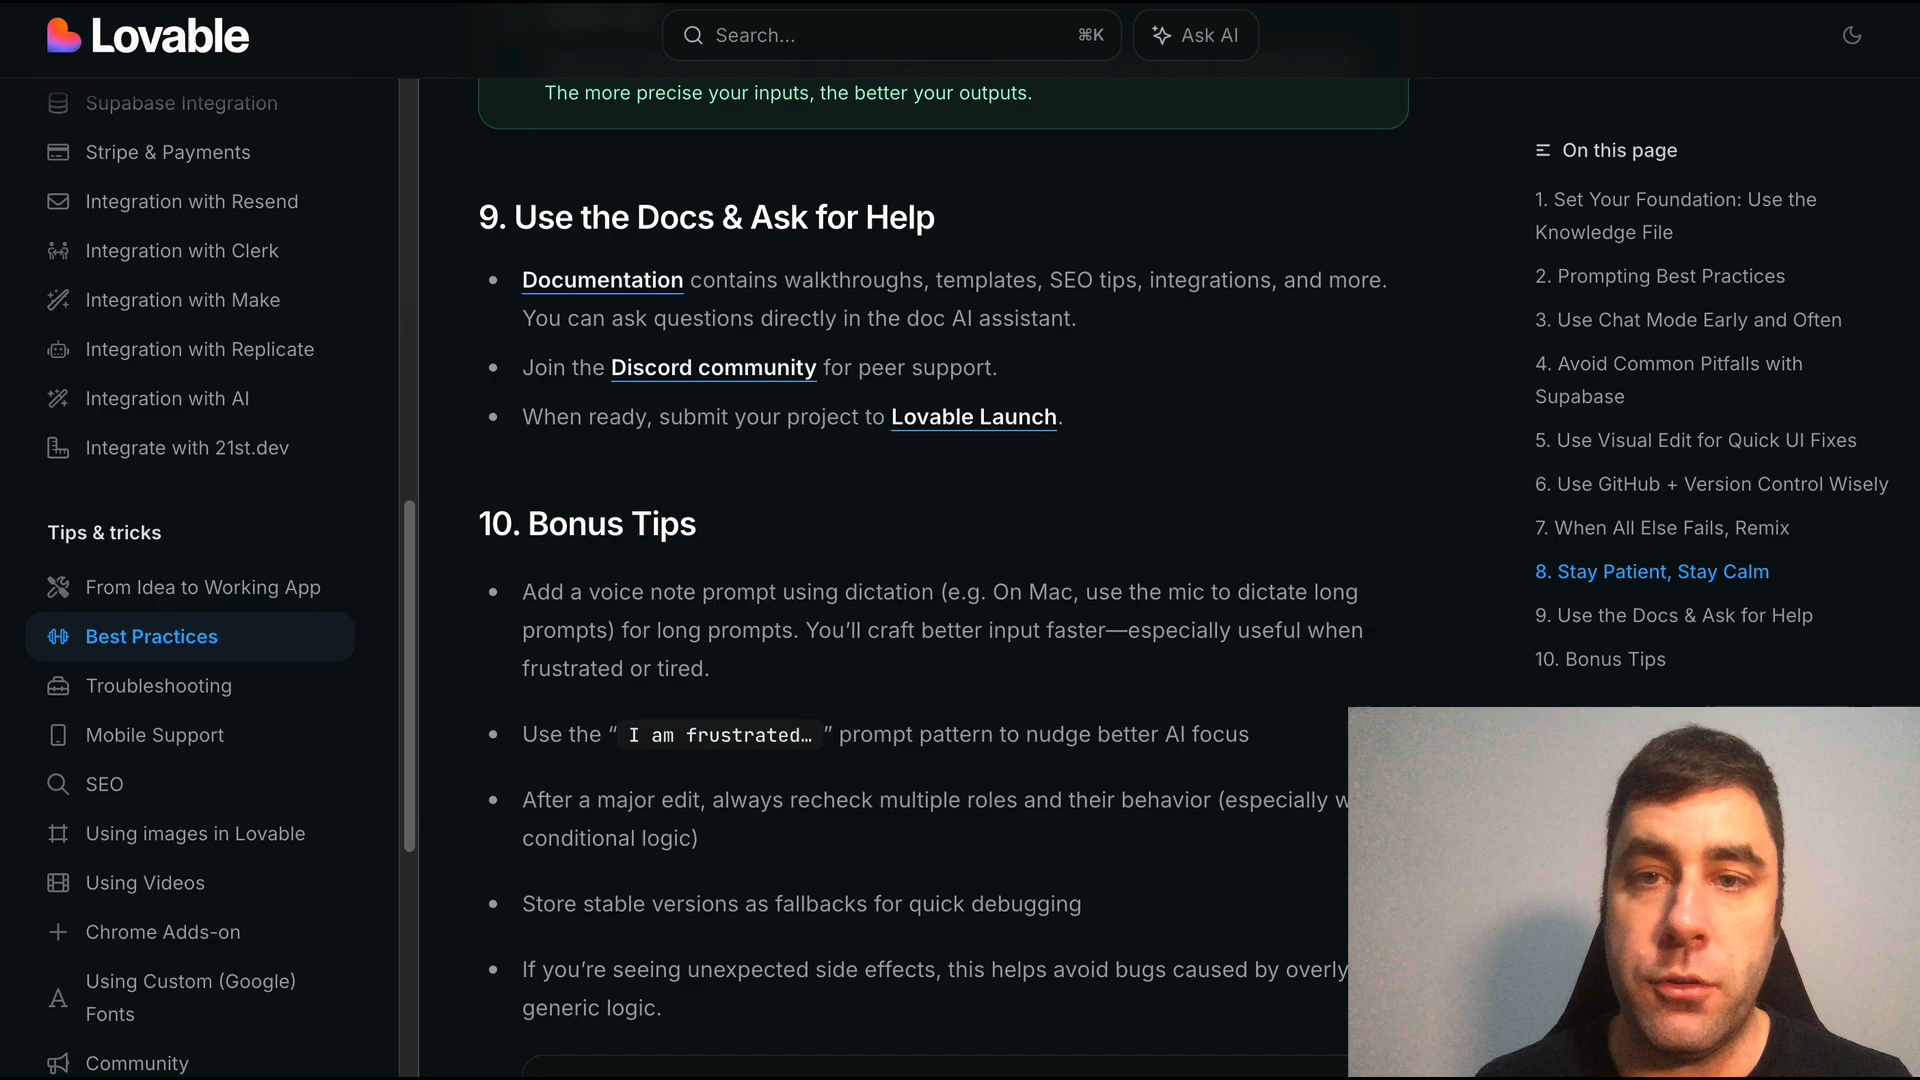 Lovable
Search...
⌘K
Ask AI
Supabase Integration
Stripe & Payments
Integration with Resend
Integration with Clerk
Integration with Make
Integration with Replicate
Integration with AI
Integrate with 21st.dev
Tips & tricks
From Idea to Working App
Best Practices
Troubleshooting
Mobile Support
SEO
Using images in Lovable
Using Videos
Chrome Adds-on
Using Custom (Google)
Fonts
Community
The more precise your inputs, the better your outputs.
9. Use the Docs & Ask for Help
• Documentation contains walkthroughs, templates, SEO tips, integrations, and more.
You can ask questions directly in the doc AI assistant.
• Join the Discord community for peer support.
• When ready, submit your project to Lovable Launch.
10. Bonus Tips
• Add a voice note prompt using dictation (e.g. On Mac, use the mic to dictate long
prompts) for long prompts. You’ll craft better input faster—especially useful when
frustrated or tired.
• Use the “ I am frustrated… ” prompt pattern to nudge better AI focus
• After a major edit, always recheck multiple roles and their behavior (especially
conditional logic)
• Store stable versions as fallbacks for quick debugging
• If you’re seeing unexpected side effects, this helps avoid bugs caused by overly
generic logic.
On this page
1. Set Your Foundation: Use the
Knowledge File
2. Prompting Best Practices
3. Use Chat Mode Early and Often
4. Avoid Common Pitfalls with
Supabase
5. Use Visual Edit for Quick UI Fixes
6. Use GitHub + Version Control Wisely
7. When All Else Fails, Remix
8. Stay Patient, Stay Calm
9. Use the Docs & Ask for Help
10. Bonus Tips